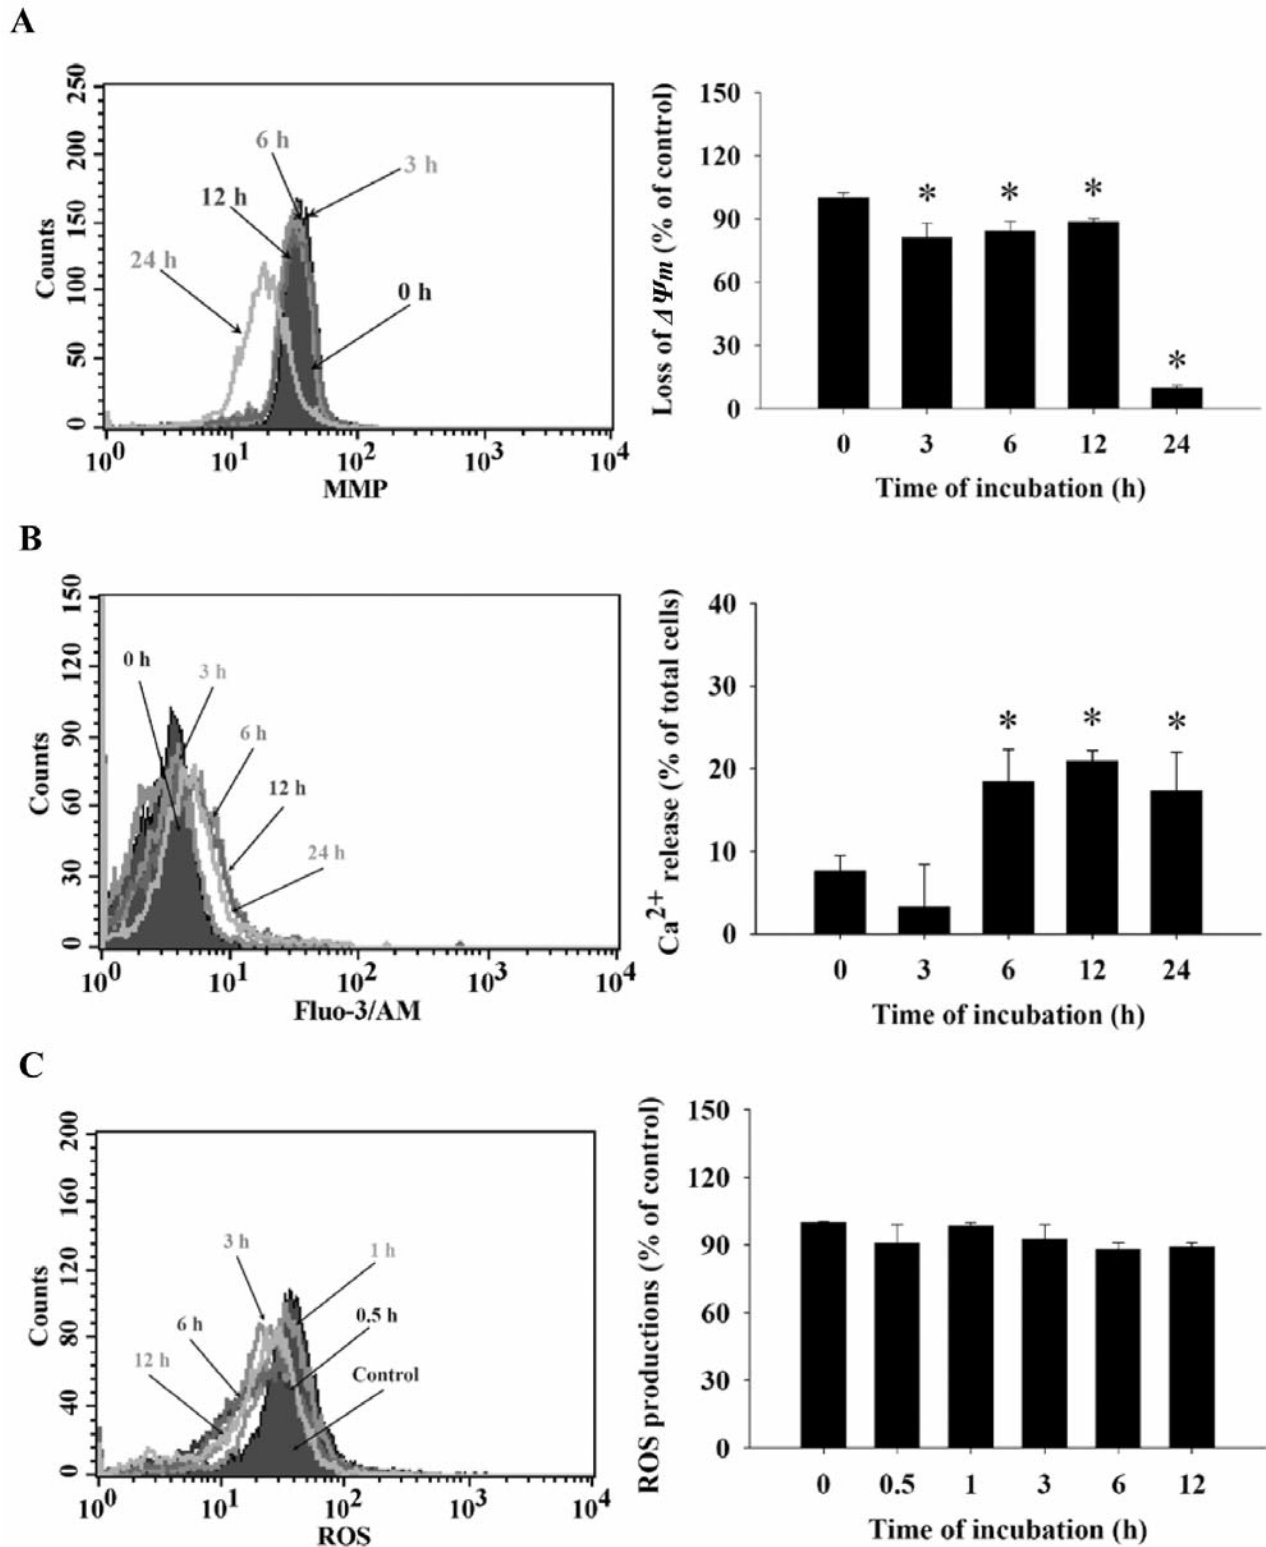 A
250
200
150
100
50
0
Counts
6 h
3 h
12 h
24 h
0 h
10^0 10^1 10^2 10^3 10^4
MMP
150
120
90
60
30
0
Loss of ΔΨm (% of control)
* * * *
0 3 6 12 24
Time of incubation (h)
B
150
120
90
60
30
0
Counts
0 h
3 h
6 h
12 h
24 h
10^0 10^1 10^2 10^3 10^4
Fluo-3/AM
40
30
20
10
0
Ca^2+ release (% of total cells)
* * *
0 3 6 12 24
Time of incubation (h)
C
200
160
120
80
40
0
Counts
3 h
1 h
6 h
0.5 h
12 h
Control
10^0 10^1 10^2 10^3 10^4
ROS
150
120
90
60
30
0
ROS productions (% of control)
0 0.5 1 3 6 12
Time of incubation (h)